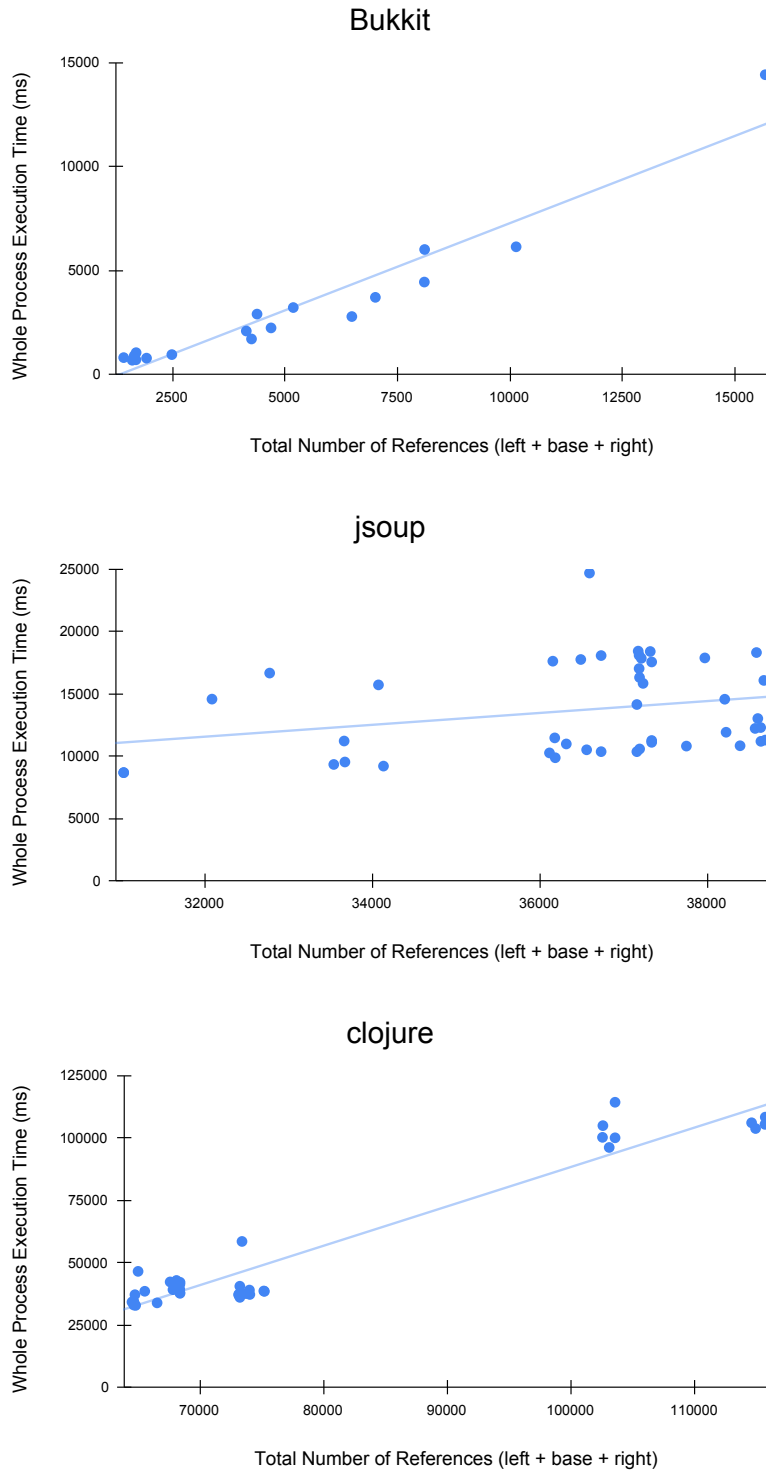 Bukkit
Whole Process Execution Time (ms)
15000
10000
5000
0
2500 5000 7500 10000 12500 15000
Total Number of References (left + base + right)
jsoup
Whole Process Execution Time (ms)
25000
20000
15000
10000
5000
0
32000 34000 36000 38000
Total Number of References (left + base + right)
clojure
Whole Process Execution Time (ms)
125000
100000
75000
50000
25000
0
70000 80000 90000 100000 110000
Total Number of References (left + base + right)